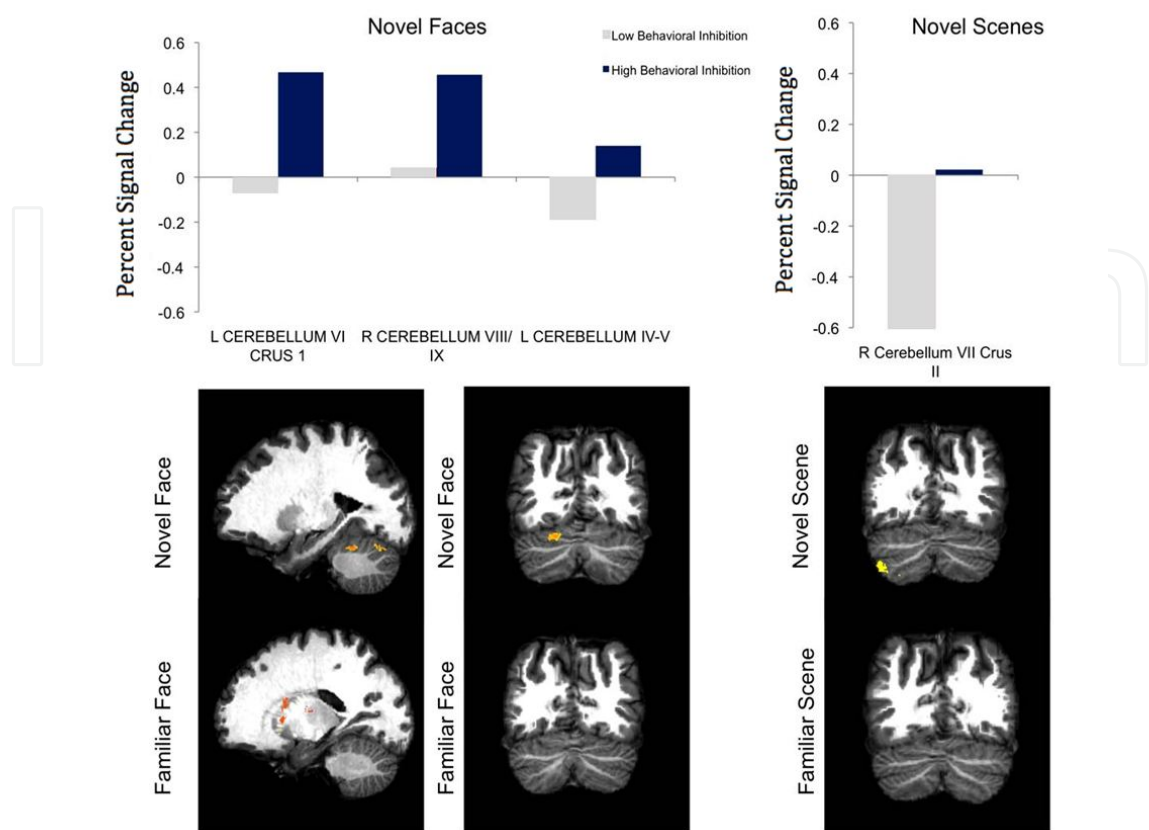 Novel Faces
Low Behavioral Inhibition
High Behavioral Inhibition
Percent Signal Change
0.6
0.4
0.2
0
-0.2
-0.4
-0.6
L CEREBELLUM VI
CRUS 1
R CEREBELLUM VIII/
IX
L CEREBELLUM IV-V
Novel Scenes
Percent Signal Change
0.6
0.4
0.2
0
-0.2
-0.4
-0.6
R Cerebellum VII Crus
II
Novel Face
Novel Face
Novel Scene
Familiar Face
Familiar Face
Familiar Scene